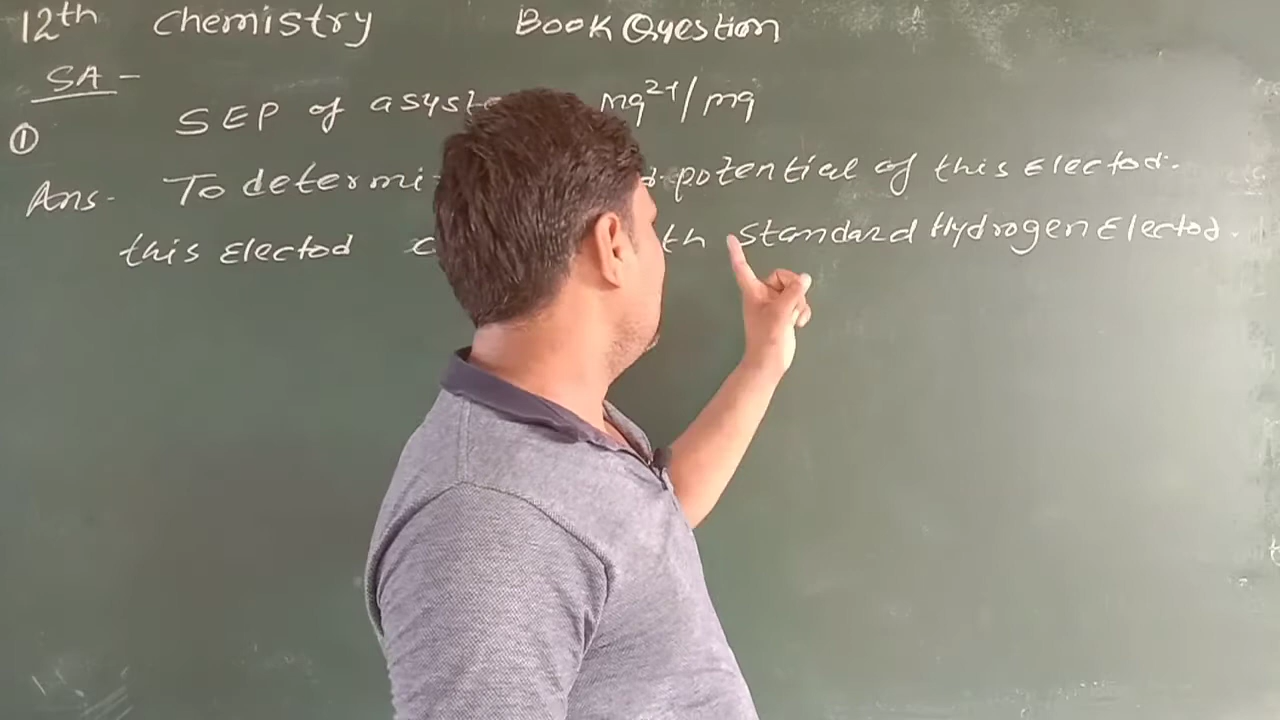 12th Chemistry Book Question
SA -
① SEP of a syste mg²⁺/mg
Ans- To determi potential of this Electod.
this Electod th Standard Hydrogen Electod.